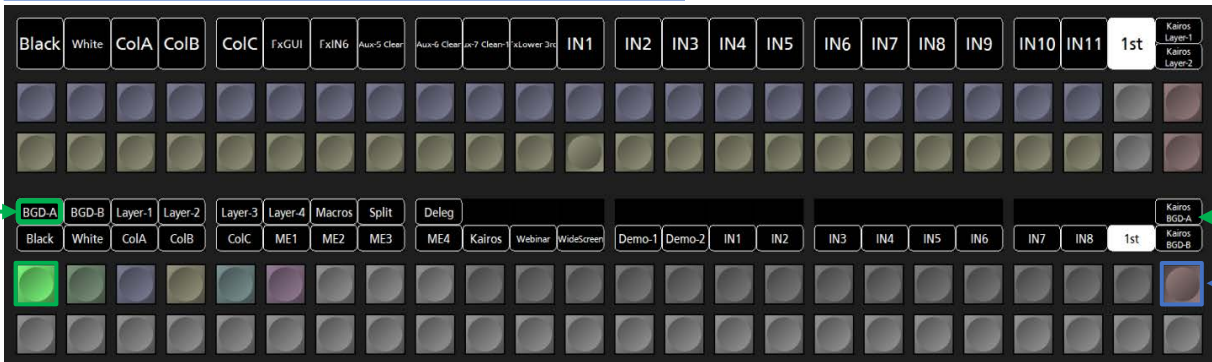 Black White ColA ColB ColC FxGUI FxIN6 Aux-5 Clean Aux-6 Clean ux-7 Clean-1 FxLower 3rd IN1 IN2 IN3 IN4 IN5 IN6 IN7 IN8 IN9 IN10 IN11 1st Kairos Layer-1
Kairos Layer-2
BGD-A BGD-B Layer-1 Layer-2 Layer-3 Layer-4 Macros Split Deleg Kairos BGD-A
Black White ColA ColB ColC ME1 ME2 ME3 ME4 Kairos Webinar WideScreen Demo-1 Demo-2 IN1 IN2 IN3 IN4 IN5 IN6 IN7 IN8 1st Kairos BGD-B